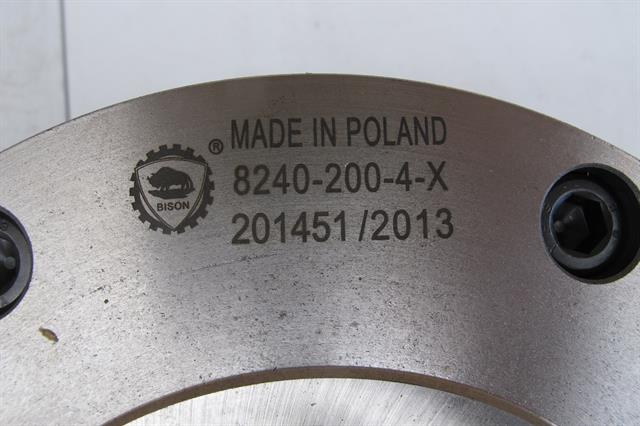 ® MADE IN POLAND
8240-200-4-X
BISON
201451/2013